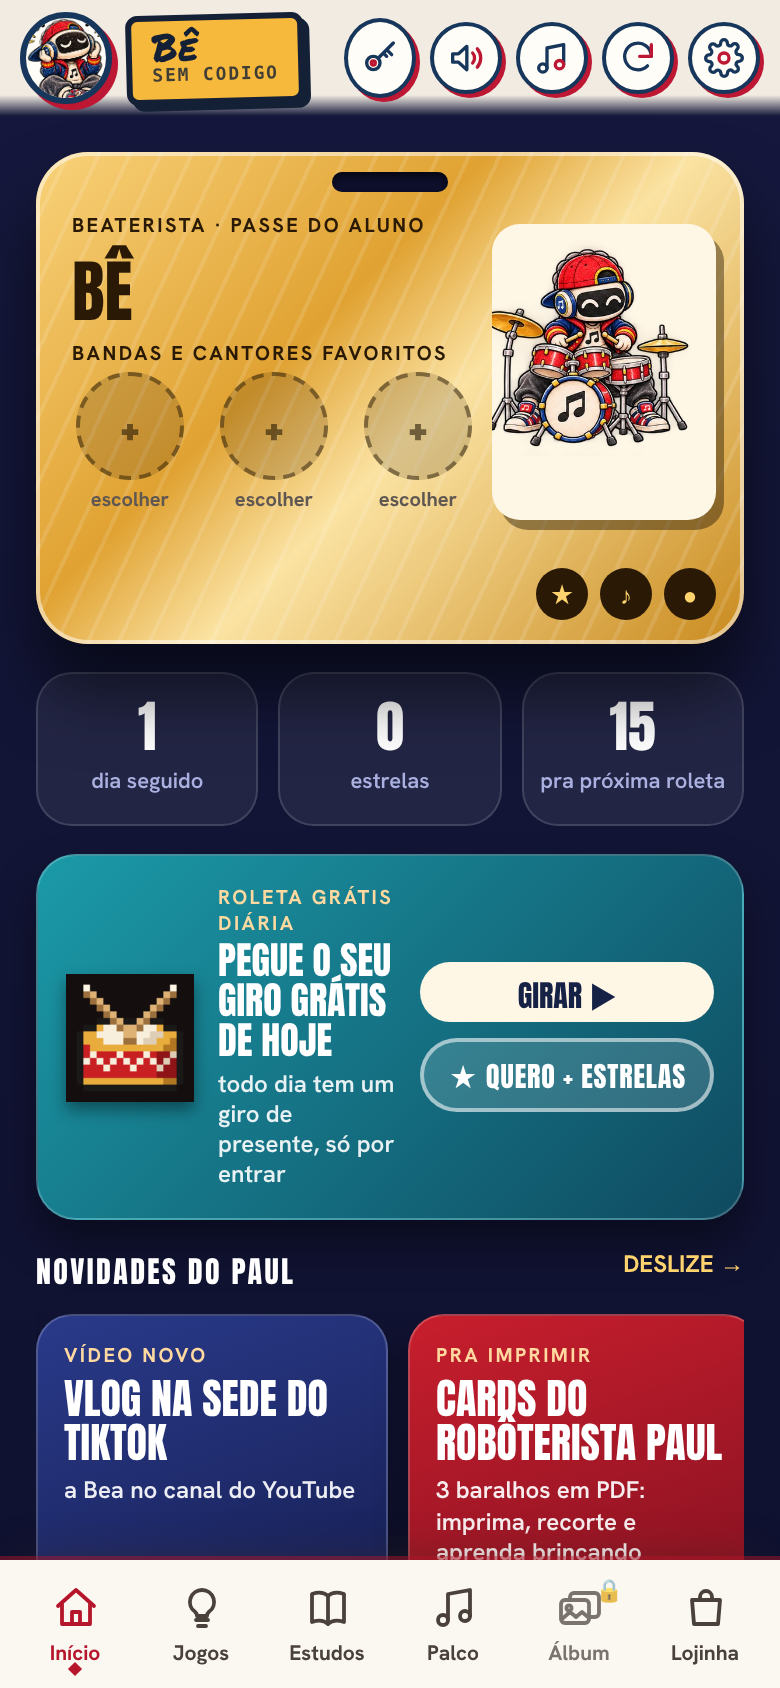 BÊ
SEM CODIGO
BEATERISTA · PASSE DO ALUNO
BÊ
BANDAS E CANTORES FAVORITOS
+ + +
escolher escolher escolher
★ ♪ ●
1
dia seguido
0
estrelas
15
pra próxima roleta
ROLETA GRÁTIS
DIÁRIA
PEGUE O SEU
GIRO GRÁTIS
DE HOJE
todo dia tem um
giro de
presente, só por
entrar
GIRAR ▶
★ QUERO + ESTRELAS
NOVIDADES DO PAUL
DESLIZE →
VÍDEO NOVO
VLOG NA SEDE DO
TIKTOK
a Bea no canal do YouTube
PRA IMPRIMIR
CARDS DO
ROBÔTERISTA PAUL
3 baralhos em PDF:
imprima, recorte e
aprenda brincando
Início
Jogos
Estudos
Palco
Álbum
Lojinha